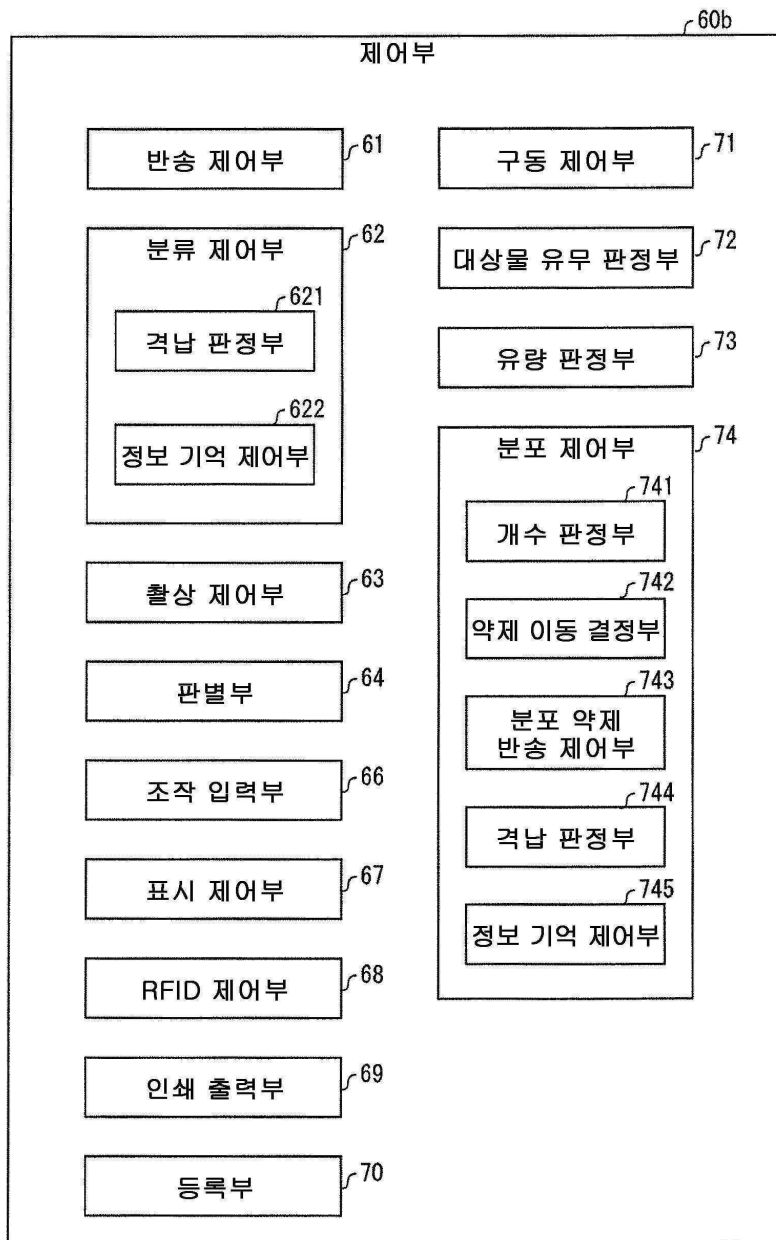 60b
제어부
반송 제어부
61
분류 제어부
62
621
격납 판정부
622
정보 기억 제어부
촬상 제어부
63
판별부
64
조작 입력부
66
표시 제어부
67
RFID 제어부
68
인쇄 출력부
69
등록부
70
구동 제어부
71
대상물 유무 판정부
72
유량 판정부
73
분포 제어부
74
741
개수 판정부
742
약제 이동 결정부
743
분포 약제
반송 제어부
744
격납 판정부
745
정보 기억 제어부